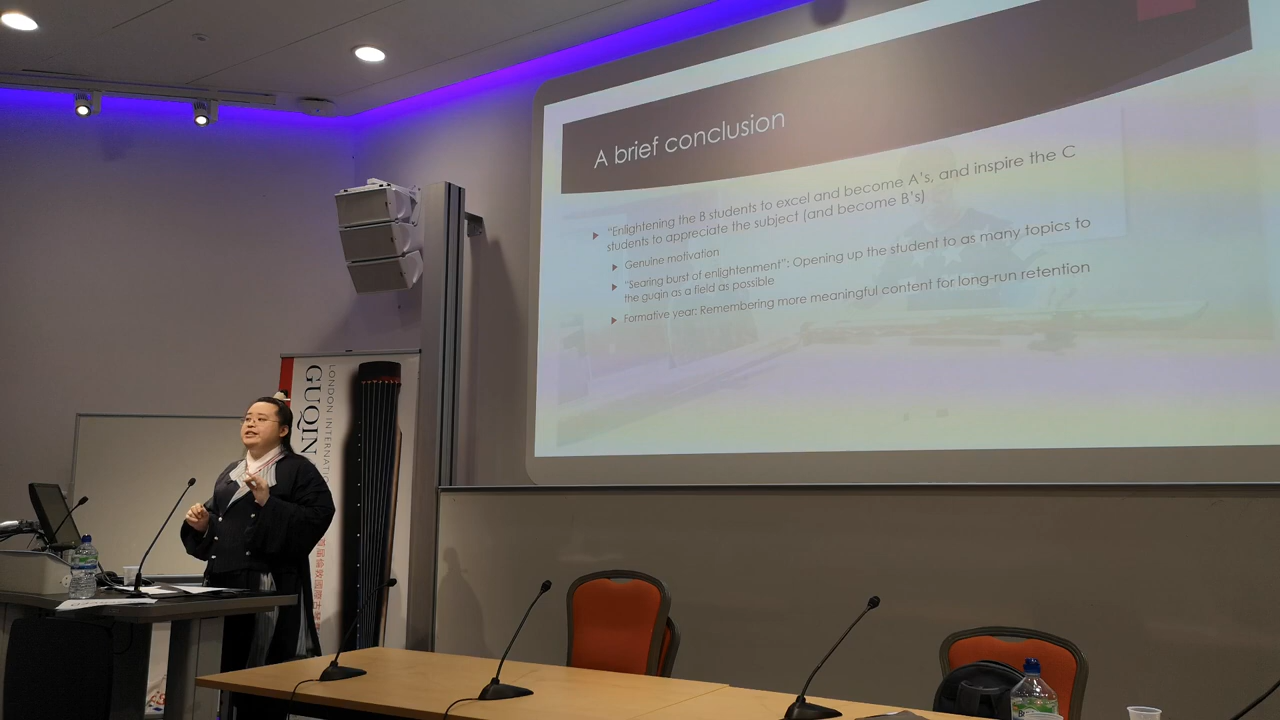 A brief conclusion
"Enlightening the B students to excel and become A's, and inspire the C
students to appreciate the subject (and become B's)
Genuine motivation
"Searing burst of enlightenment": Opening up the student to as many topics to
the guqin as a field as possible
Formative year: Remembering more meaningful content for long-run retention
LONDON INTERNATIO
GUQIN